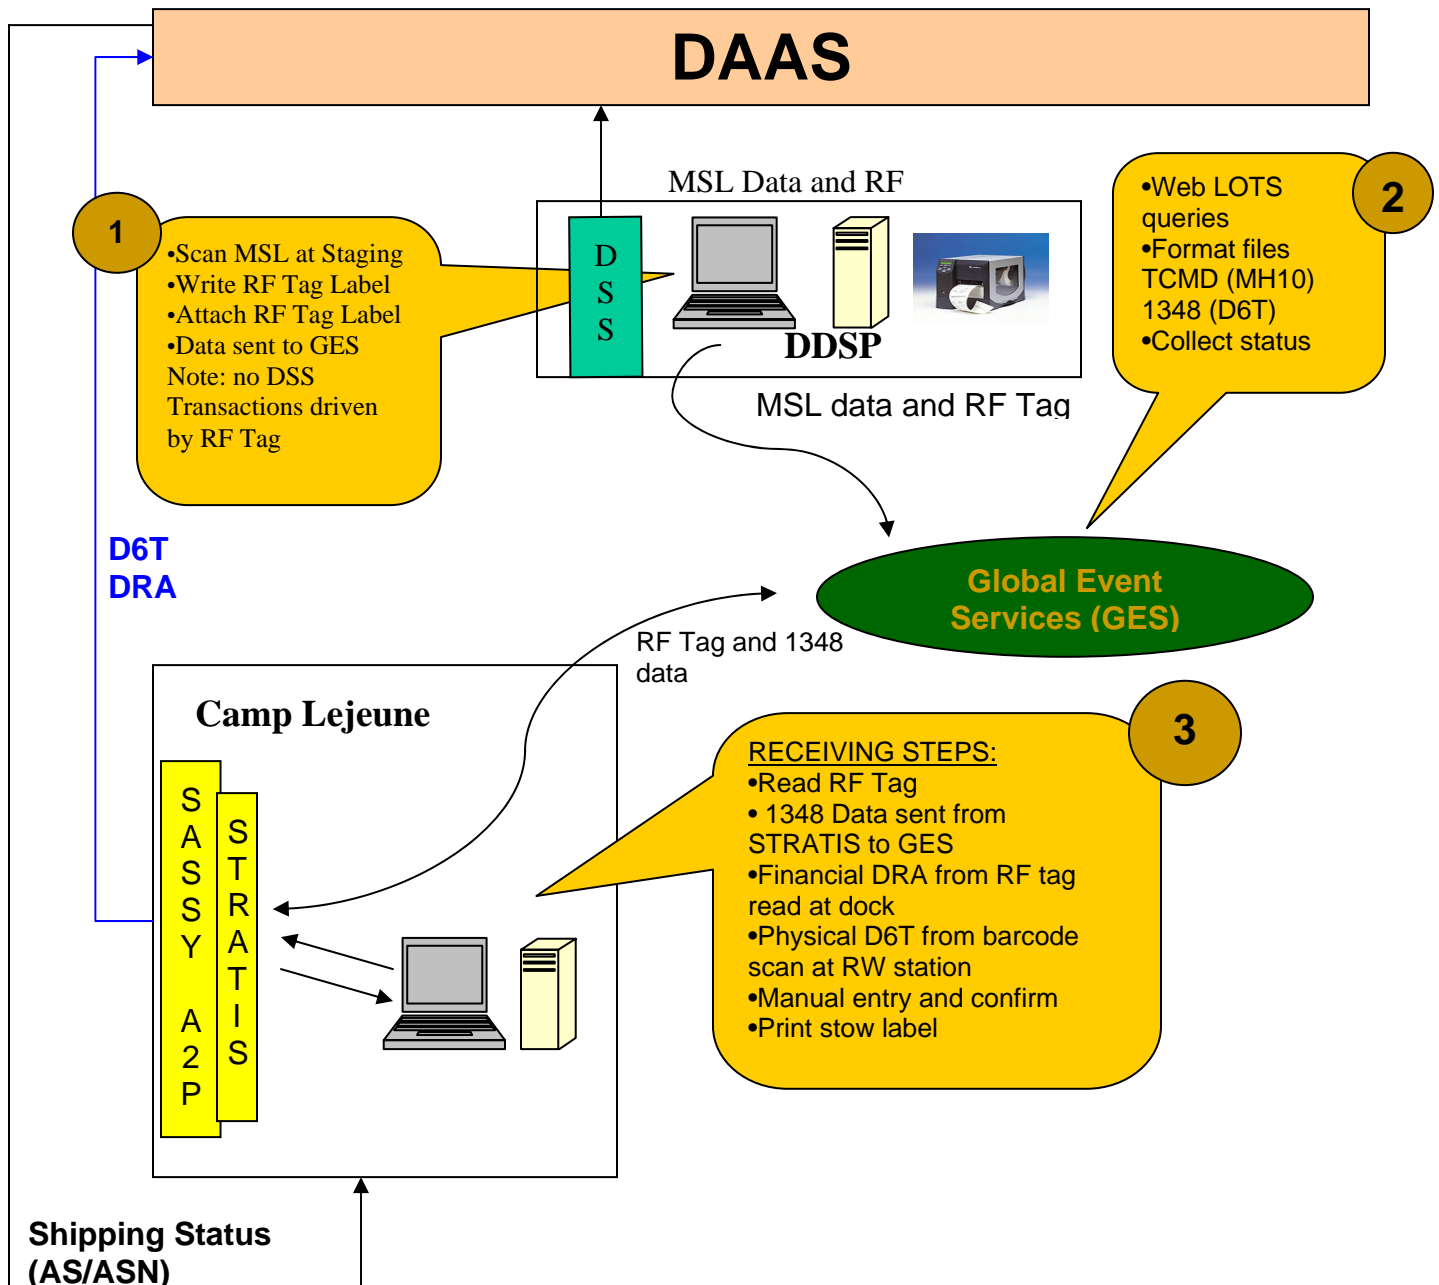 DAAS
MSL Data and RF
1
•Scan MSL at Staging
•Write RF Tag Label
•Attach RF Tag Label
•Data sent to GES
Note: no DSS
Transactions driven
by RF Tag
D
S
S
DDSP
MSL data and RF Tag
2
•Web LOTS
queries
•Format files
TCMD (MH10)
1348 (D6T)
•Collect status
D6T
DRA
Global Event
Services (GES)
RF Tag and 1348
data
Camp Lejeune
S
A
S
S
Y
A
2
P
S
T
R
A
T
I
S
3
RECEIVING STEPS:
•Read RF Tag
• 1348 Data sent from
STRATIS to GES
•Financial DRA from RF tag
read at dock
•Physical D6T from barcode
scan at RW station
•Manual entry and confirm
•Print stow label
Shipping Status
(AS/ASN)